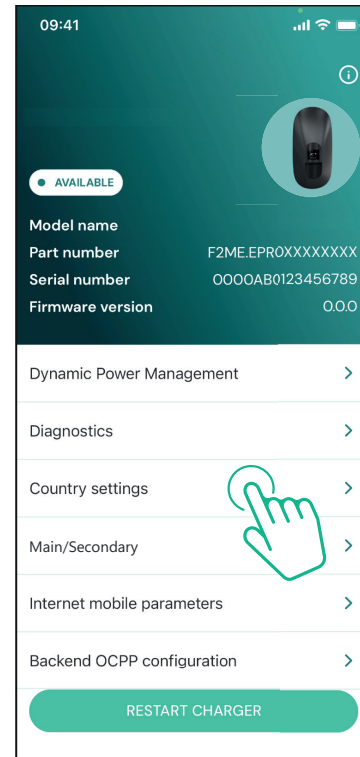 09:41
AVAILABLE
Model name
Part number F2ME.EPR0XXXXXXXX
Serial number 0000AB0123456789
Firmware version 0.0.0
Dynamic Power Management
Diagnostics
Country settings
Main/Secondary
Internet mobile parameters
Backend OCPP configuration
RESTART CHARGER